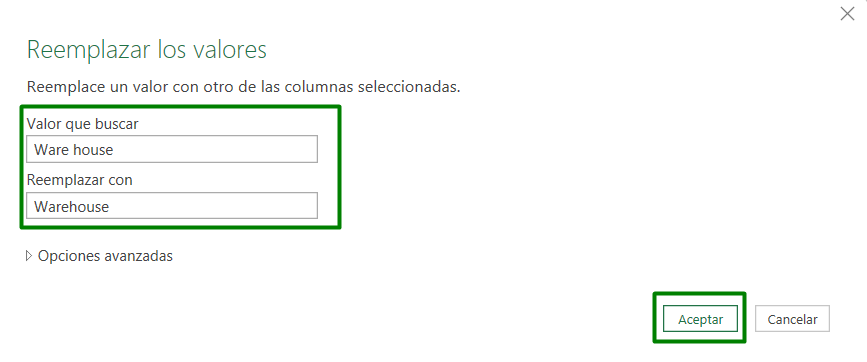 Reemplazar los valores
Reemplace un valor con otro de las columnas seleccionadas.
Valor que buscar
Ware house
Reemplazar con
Warehouse
Opciones avanzadas
Aceptar
Cancelar